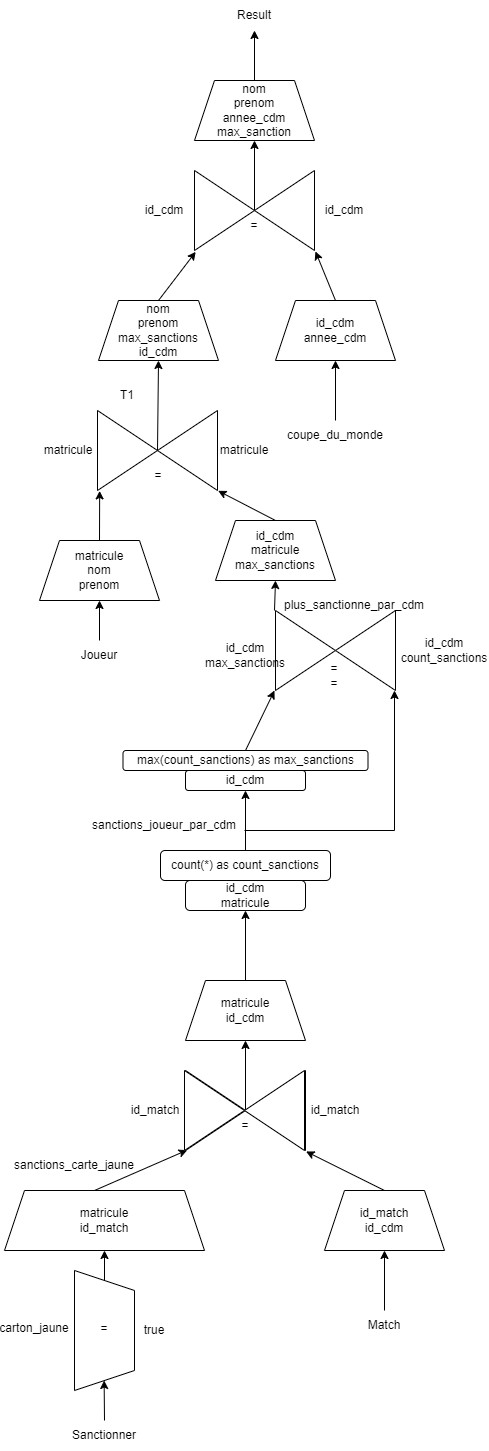 Result
nom
prenom
annee_cdm
max_sanction
id_cdm
id_cdm
=
nom
prenom
max_sanctions
id_cdm
id_cdm
annee_cdm
T1
coupe_du_monde
matricule
matricule
=
id_cdm
matricule
max_sanctions
matricule
nom
prenom
plus_sanctionne_par_cdm
id_cdm
max_sanctions
id_cdm
count_sanctions
=
=
Joueur
max(count_sanctions) as max_sanctions
id_cdm
sanctions_joueur_par_cdm
count(*) as count_sanctions
id_cdm
matricule
matricule
id_cdm
id_match
id_match
=
sanctions_carte_jaune
matricule
id_match
id_match
id_cdm
carton_jaune
=
true
Match
Sanctionner